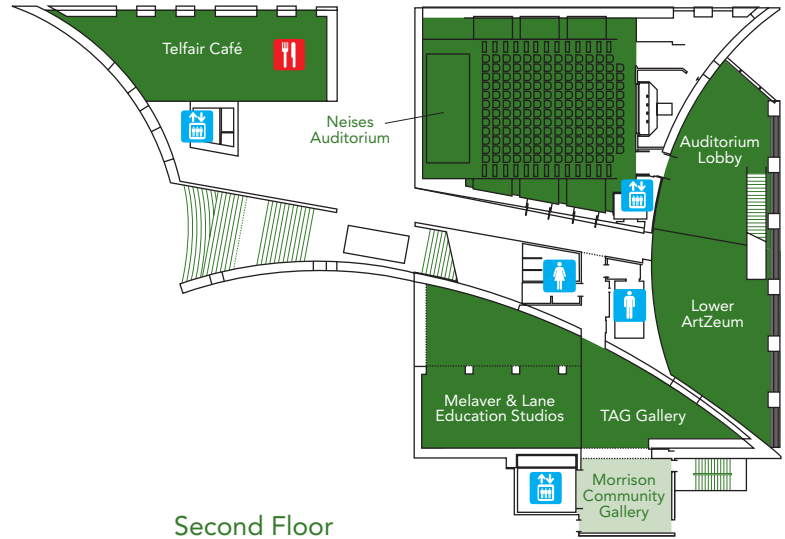 Telfair Café
Neises
Auditorium
Auditorium
Lobby
Lower
ArtZeum
Melaver & Lane
Education Studios
TAG Gallery
Morrison
Community
Gallery
Second Floor